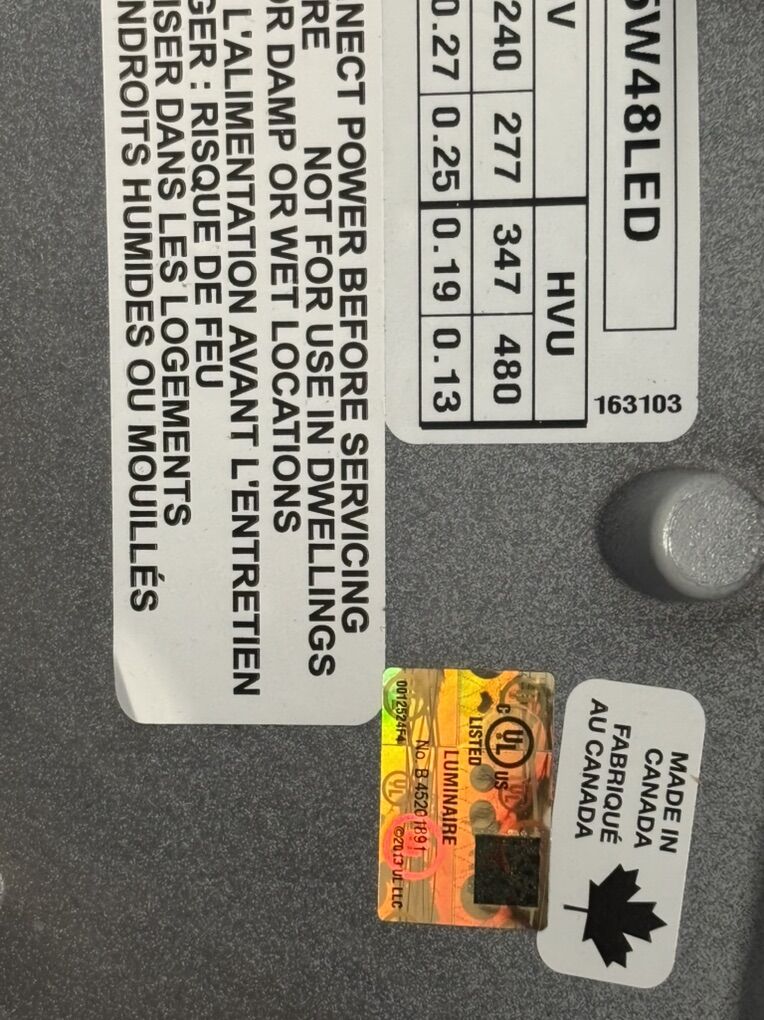 5W48LED
V
HVU
240 277 347 480
0.27 0.25 0.19 0.13
163103
NNECT POWER BEFORE SERVICING
RE NOT FOR USE IN DWELLINGS
OR DAMP OR WET LOCATIONS
L'ALIMENTATION AVANT L'ENTRETIEN
GER : RISQUE DE FEU
ISER DANS LES LOGEMENTS
NDROITS HUMIDES OU MOUILLÉS
MADE IN
CANADA
FABRIQUÉ
AU CANADA
C UL US
LISTED
LUMINAIRE
No. B 45201891
©2013 UL LLC